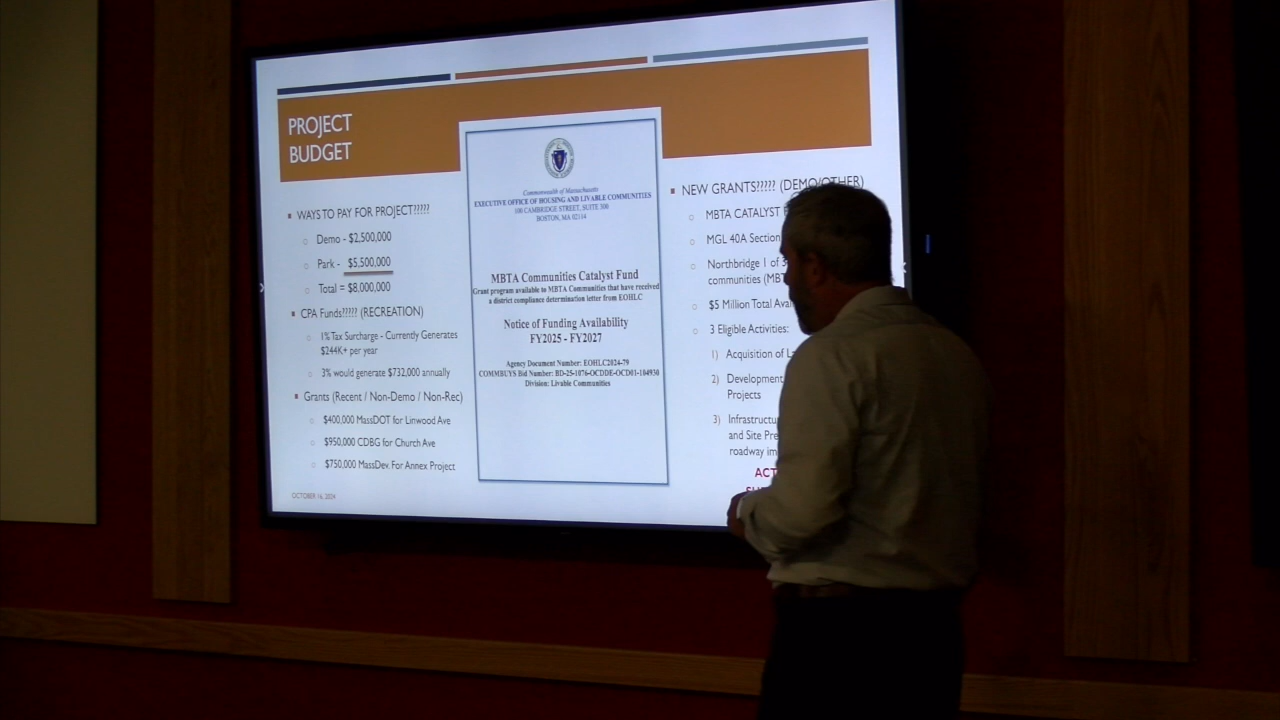 PROJECT
BUDGET
▪ WAYS TO PAY FOR PROJECT?????
○ Demo - $2,500,000
○ Park - $5,500,000
○ Total = $8,000,000
▪ CPA Funds????? (RECREATION)
○ 1% Tax Surcharge - Currently Generates
$244K+ per year
○ 3% would generate $732,000 annually
▪ Grants (Recent / Non-Demo / Non-Rec)
○ $400,000 MassDOT for Linwood Ave
○ $950,000 CDBG for Church Ave
○ $750,000 MassDev. For Annex Project
OCTOBER 16, 2024
Commonwealth of Massachusetts
EXECUTIVE OFFICE OF HOUSING AND LIVABLE COMMUNITIES
100 CAMBRIDGE STREET, SUITE 300
BOSTON, MA 02114
MBTA Communities Catalyst Fund
Grant program available to MBTA Communities that have received
a district compliance determination letter from EOHLC
Notice of Funding Availability
FY2025 - FY2027
Agency Document Number: EOHLC2024-79
COMMBUYS Bid Number: BD-25-1076-OCDDE-OCD01-104930
Division: Livable Communities
▪ NEW GRANTS????? (DEMO/OTHER)
○ MBTA CATALYST
○ MGL 40A Section
○ Northbridge 1 of
communities
○ $5 Million Total
○ 3 Eligible Activities:
1) Acquisition of
2) Development
Projects
3)
and Site
roadway